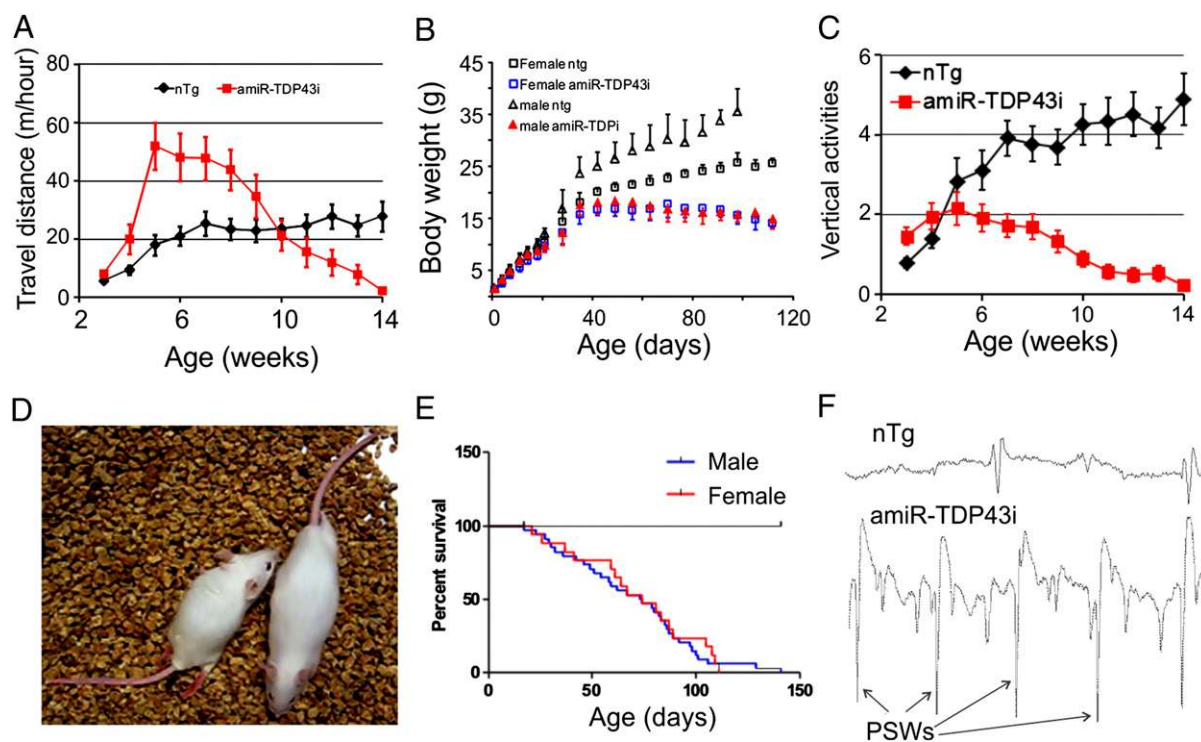 A
Travel distance (m/hour)
80
60
40
20
0
nTg
amiR-TDP43i
2
6
10
14
Age (weeks)
B
Body weight (g)
45
35
25
15
5
Female ntg
Female amiR-TDP43i
male ntg
male amiR-TDPi
0
20
40
60
80
120
Age (days)
C
Vertical activities
6
4
2
0
nTg
amiR-TDP43i
2
6
10
14
Age (weeks)
D
E
Percent survival
150
100
50
0
Male
Female
0
50
100
150
Age (days)
F
nTg
amiR-TDP43i
PSWs